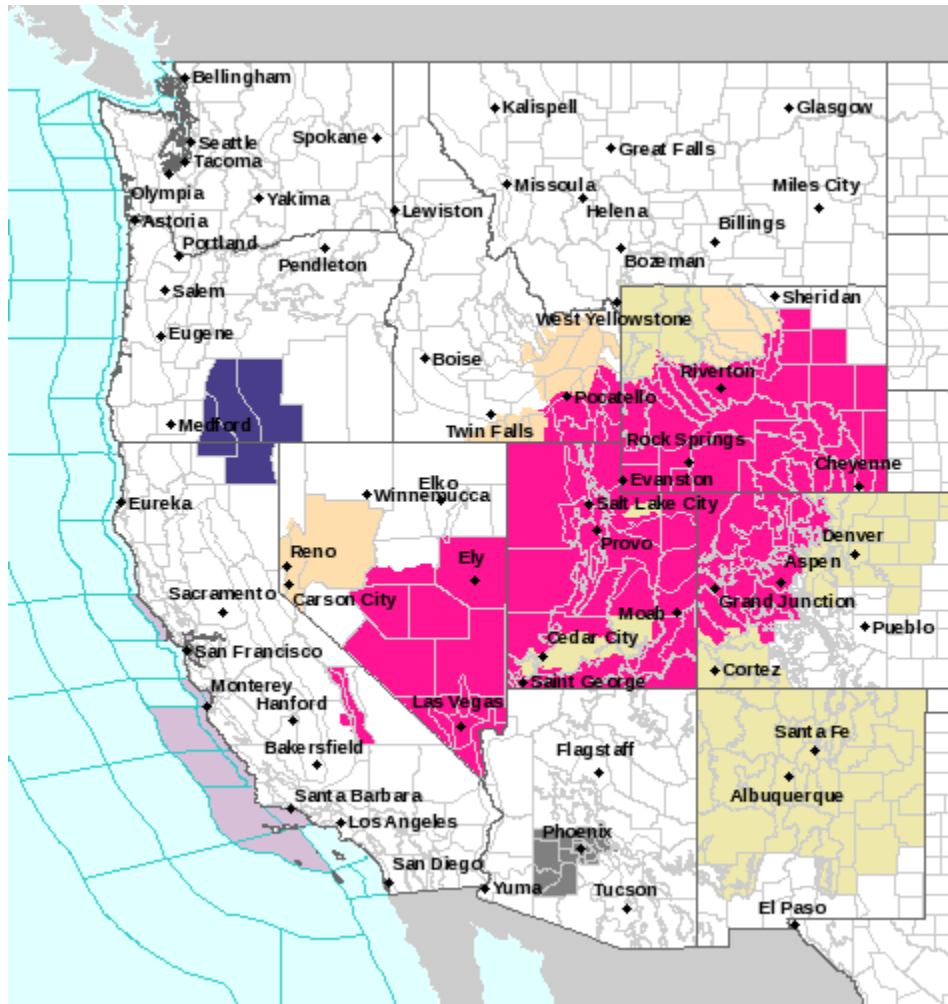 Bellingham
Kalispell
Glasgow
Seattle
Spokane
Great Falls
Tacoma
Olympia
Yakima
Missoula
Miles City
Helena
Lewiston
Astoria
Billings
Portland
Pendleton
Bozeman
Salem
Sheridan
West Yellowstone
Eugene
Boise
Riverton
Pocatello
Medford
Twin Falls
Rock Springs
Cheyenne
Evanston
Elko
Winnemucca
Eureka
Salt Lake City
Denver
Provo
Reno
Ely
Aspen
Sacramento
Carson City
Grand Junction
Moab
Pueblo
San Francisco
Cedar City
Cortez
Saint George
Monterey
Hanford
Las Vegas
Bakersfield
Flagstaff
Santa Fe
Albuquerque
Santa Barbara
Los Angeles
Phoenix
San Diego
Yuma
Tucson
El Paso